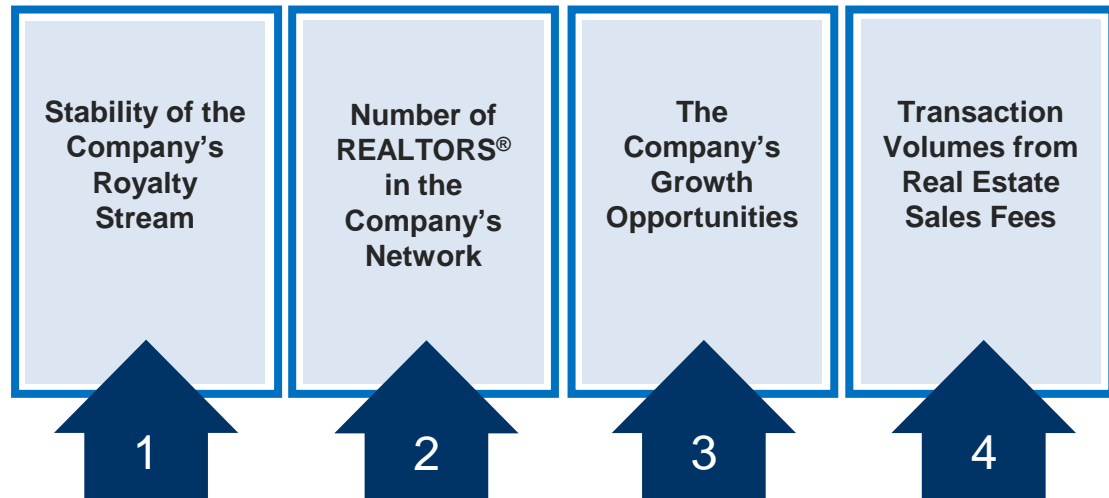 Stability of the
Company’s
Royalty
Stream
Number of
REALTORS®
in the
Company’s
Network
The
Company’s
Growth
Opportunities
Transaction
Volumes from
Real Estate
Sales Fees
1
2
3
4